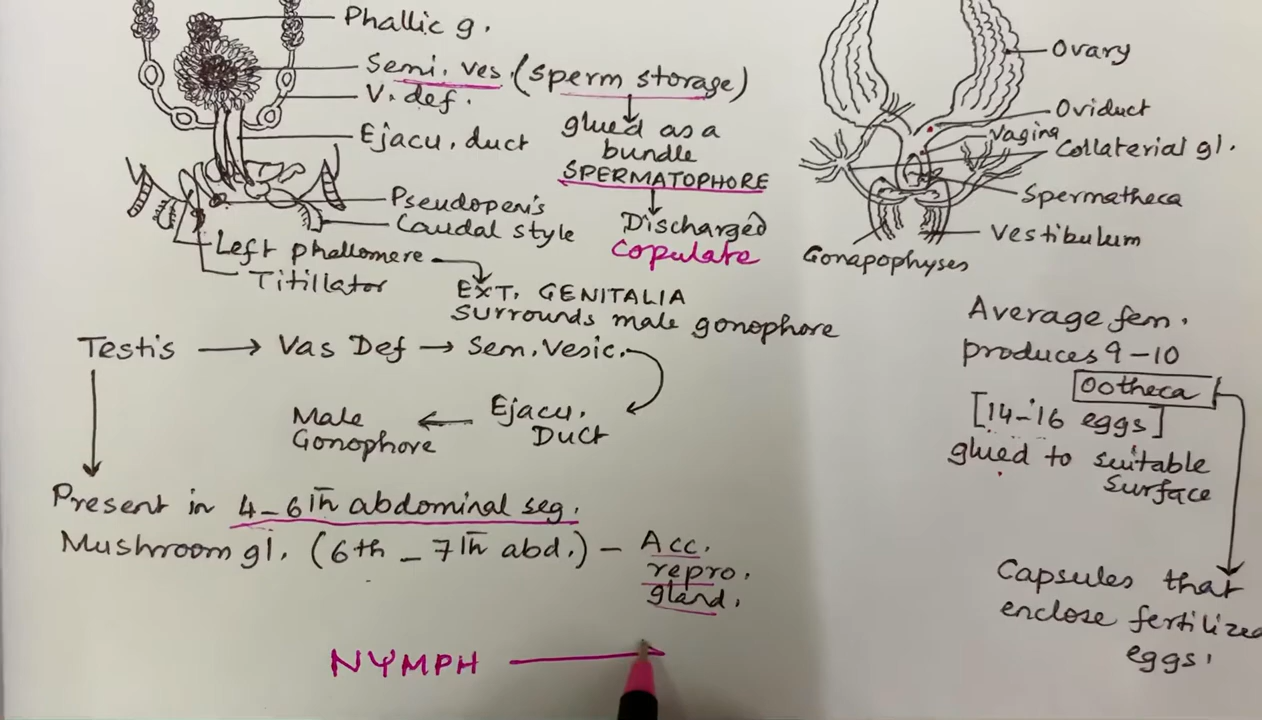 Phallic g.
Semi. ves. (sperm storage)
V. def.
Ejacu. duct
glued as a
bundle
SPERMATOPHORE
Discharged
Copulate
Pseudopenis
Caudal style
Left phallomere
Titillator
EXT. GENITALIA
surrounds male gonophore
Ovary
Oviduct
Vagina
Collaterial gl.
Spermatheca
Vestibulum
Gonapophyses
Testis → Vas Def → Sem. Vesic.
Ejacu.
Duct
Male
Gonophore
Present in 4-6th abdominal seg.
Mushroom gl. (6th - 7th abd.) - Acc.
repro.
gland.
NYMPH
Average fem.
produces 9-10
Ootheca
[14-16 eggs]
glued to suitable
surface
Capsules that
enclose fertilized
eggs.